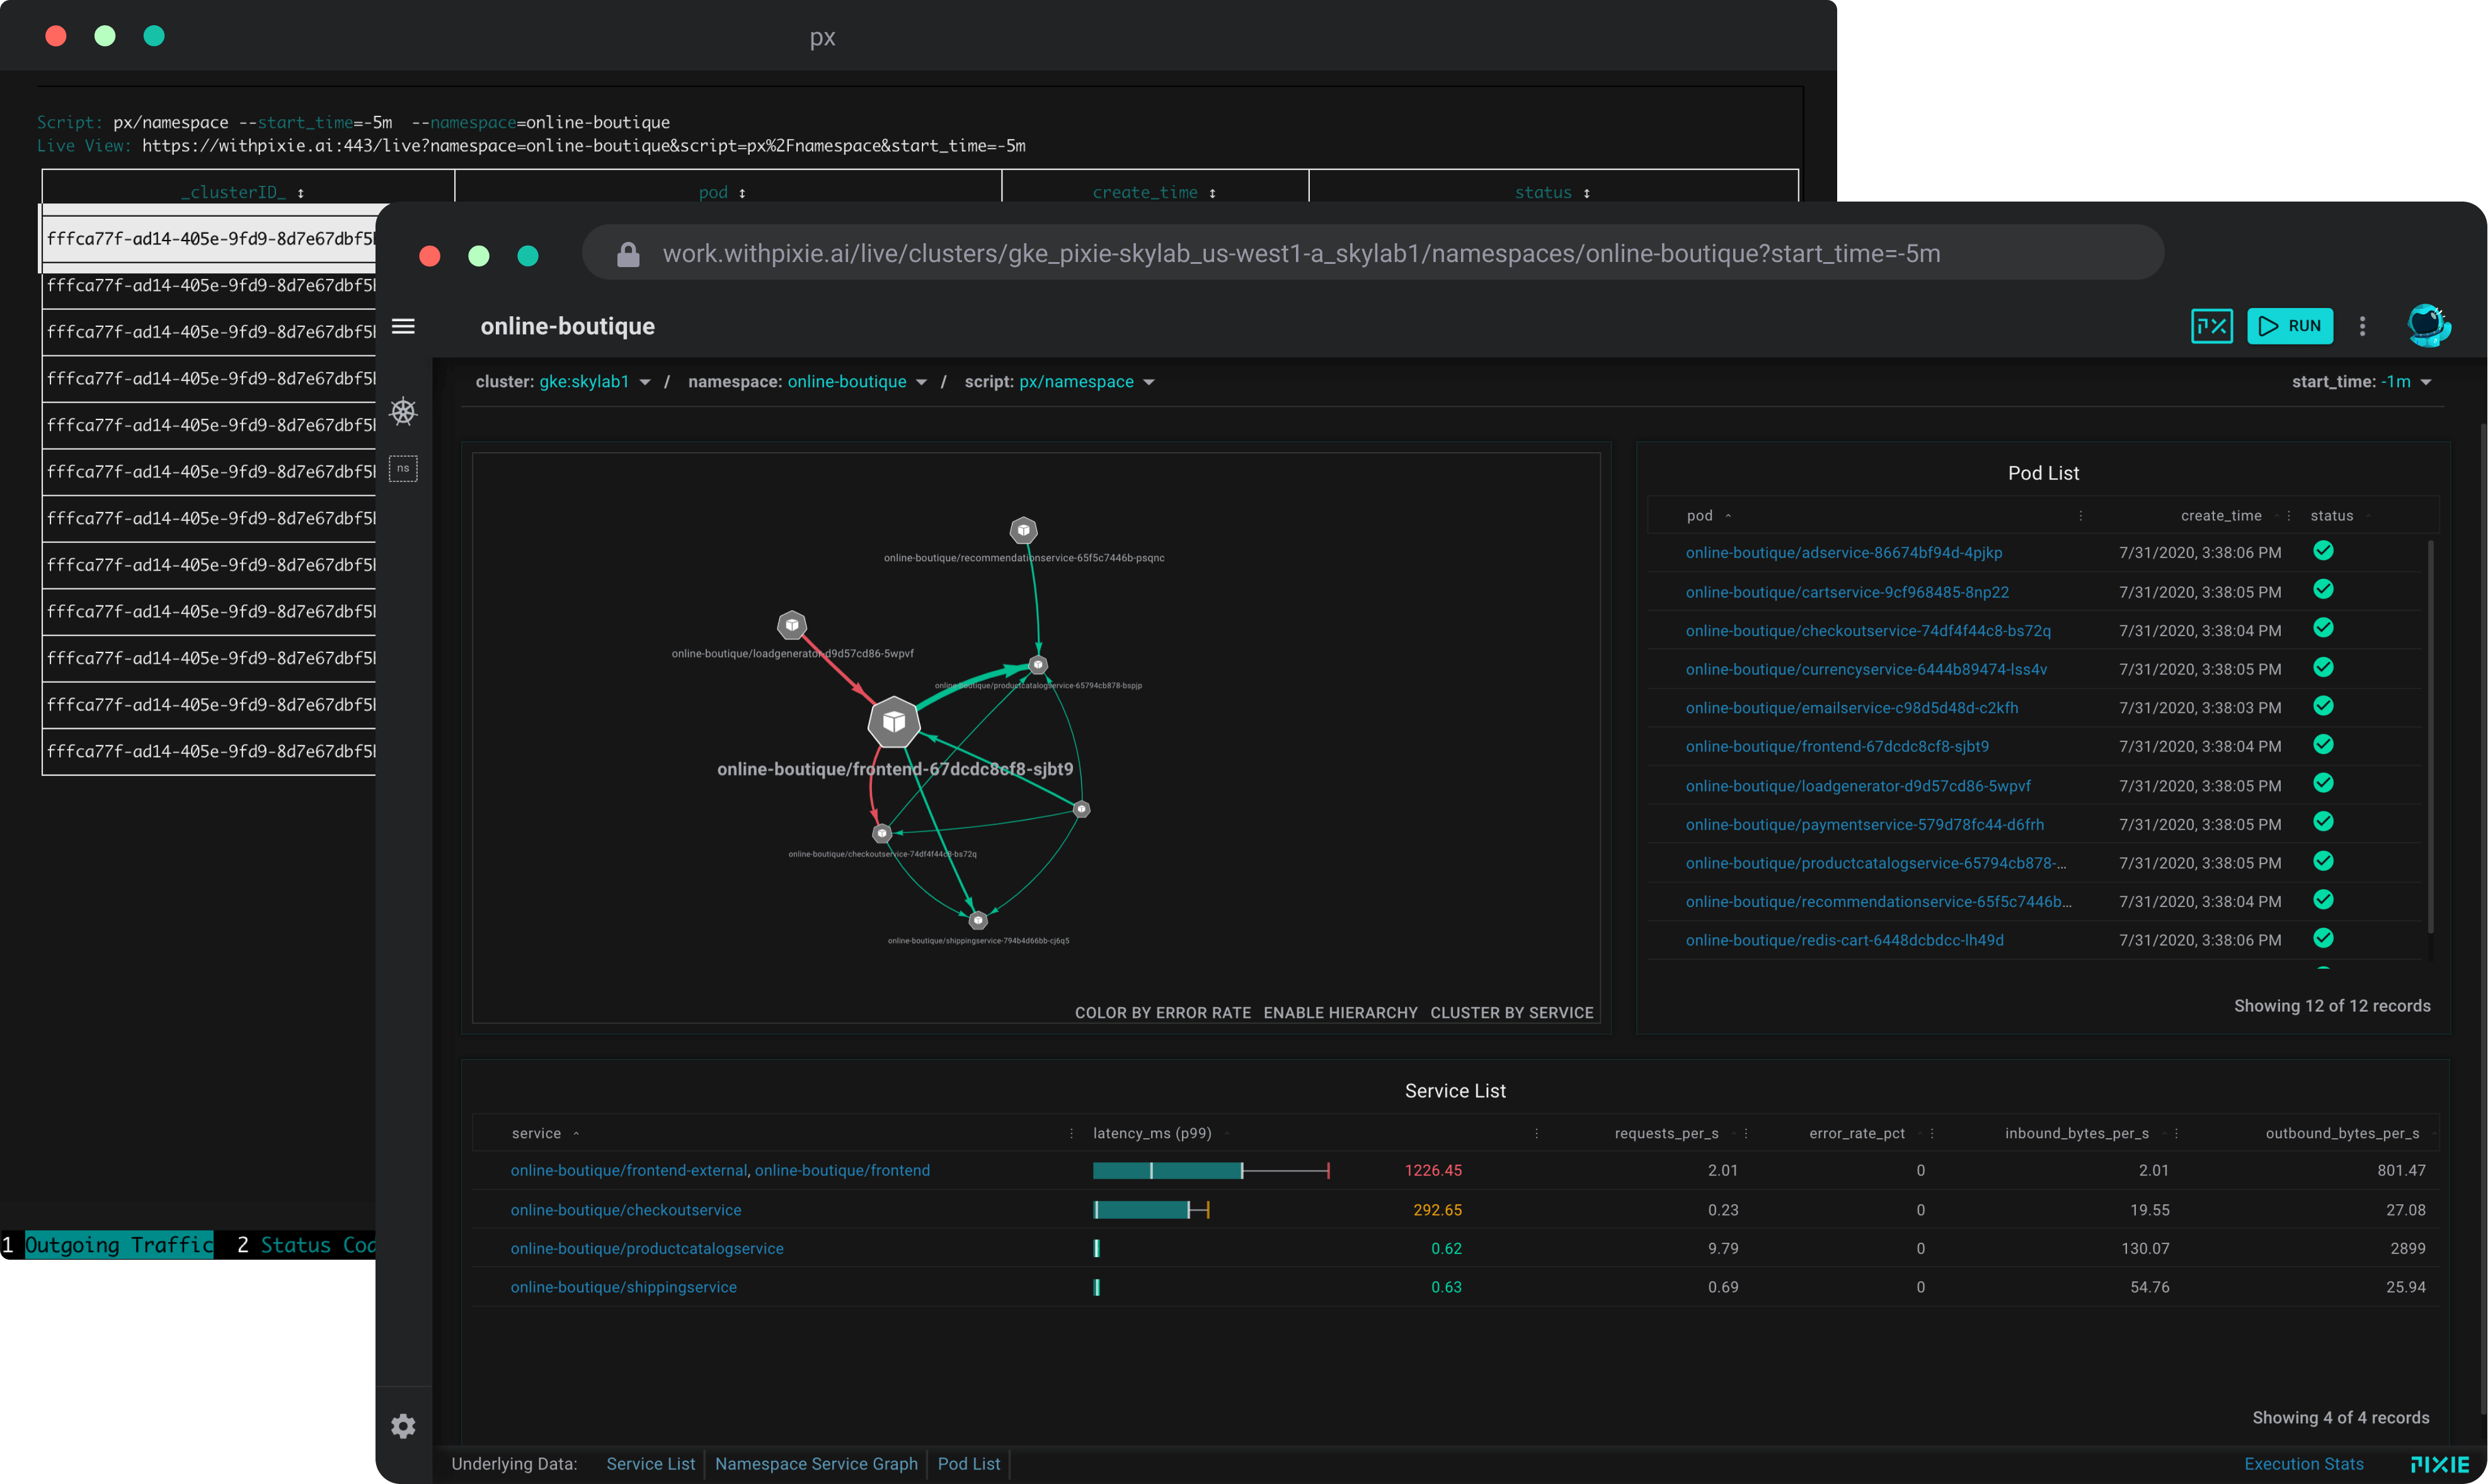 px
Script: px/namespace --start_time=-5m --namespace=online-boutique
Live View: https://withpixie.ai:443/live?namespace=online-boutique&script=px%2Fnamespace&start_time=-5m
_clusterID_ pod create_time status
fffca77f-ad14-405e-9fd9-8d7e67dbf5
fffca77f-ad14-405e-9fd9-8d7e67dbf5
fffca77f-ad14-405e-9fd9-8d7e67dbf5
fffca77f-ad14-405e-9fd9-8d7e67dbf5
fffca77f-ad14-405e-9fd9-8d7e67dbf5
fffca77f-ad14-405e-9fd9-8d7e67dbf5
fffca77f-ad14-405e-9fd9-8d7e67dbf5
fffca77f-ad14-405e-9fd9-8d7e67dbf5
fffca77f-ad14-405e-9fd9-8d7e67dbf5
fffca77f-ad14-405e-9fd9-8d7e67dbf5
fffca77f-ad14-405e-9fd9-8d7e67dbf5
fffca77f-ad14-405e-9fd9-8d7e67dbf5
1 Outgoing Traffic 2 Status Co
work.withpixie.ai/live/clusters/gke_pixie-skylab_us-west1-a_skylab1/namespaces/online-boutique?start_time=-5m
online-boutique
RUN
cluster: gke:skylab1 / namespace: online-boutique / script: px/namespace start_time: -1m
ns
online-boutique/recommendationservice-65f5c7446b-psqnc
online-boutique/loadgenerator-d9d57cd86-5wpvf
online-boutique/productcatalogservice-65794cb878-bspjp
online-boutique/frontend-67dcdc8cf8-sjbt9
online-boutique/checkoutservice-74df4f44c8-bs72q
online-boutique/shippingservice-794b4d66bb-cj6q5
COLOR BY ERROR RATE ENABLE HIERARCHY CLUSTER BY SERVICE
Pod List
pod create_time status
online-boutique/adservice-86674bf94d-4pjkp 7/31/2020, 3:38:06 PM
online-boutique/cartservice-9cf968485-8np22 7/31/2020, 3:38:05 PM
online-boutique/checkoutservice-74df4f44c8-bs72q 7/31/2020, 3:38:04 PM
online-boutique/currencyservice-6444b89474-lss4v 7/31/2020, 3:38:05 PM
online-boutique/emailservice-c98d5d48d-c2kfh 7/31/2020, 3:38:03 PM
online-boutique/frontend-67dcdc8cf8-sjbt9 7/31/2020, 3:38:04 PM
online-boutique/loadgenerator-d9d57cd86-5wpvf 7/31/2020, 3:38:05 PM
online-boutique/paymentservice-579d78fc44-d6frh 7/31/2020, 3:38:05 PM
online-boutique/productcatalogservice-65794cb878-... 7/31/2020, 3:38:05 PM
online-boutique/recommendationservice-65f5c7446b... 7/31/2020, 3:38:04 PM
online-boutique/redis-cart-6448dcbdcc-lh49d 7/31/2020, 3:38:06 PM
Showing 12 of 12 records
Service List
service latency_ms (p99) requests_per_s error_rate_pct inbound_bytes_per_s outbound_bytes_per_s
online-boutique/frontend-external, online-boutique/frontend 1226.45 2.01 0 2.01 801.47
online-boutique/checkoutservice 292.65 0.23 0 19.55 27.08
online-boutique/productcatalogservice 0.62 9.79 0 130.07 2899
online-boutique/shippingservice 0.63 0.69 0 54.76 25.94
Showing 4 of 4 records
Underlying Data: Service List Namespace Service Graph Pod List Execution Stats PIXIE